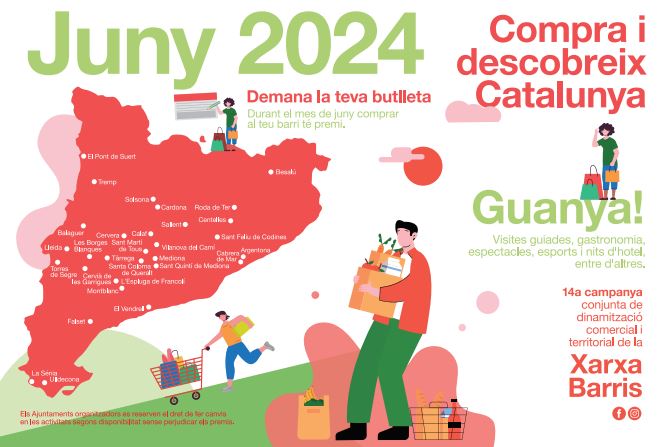 Juny 2024
Demana la teva butlleta
Durant el mes de juny comprar
al teu barri té premi.
Compra i
descobreix
Catalunya
Guanya!
Visites guiades, gastronomia,
espectacles, esports i nits d'hotel,
entre d'altres.
14a campanya
conjunta de
dinamització
comercial i
territorial de la
Xarxa
Barris
El Pont de Suert
Tremp
Besalú
Solsona
Cardona
Roda de Ter
Sallent
Centelles
Balaguer
Cervera
Calaf
Sant Feliu de Codines
Lleida
Les Borges
Blanques
Sant Martí
de Tous
Vilanova del Camí
Cabrera
de Mar
Argentona
Tàrrega
Mediona
Torres
de Segre
Santa Coloma
de Queralt
Sant Quintí de Mediona
Cervià de
les Garrigues
L'Espluga de Francolí
Montblanc
El Vendrell
Falset
La Sénia
Ulldecona
Els Ajuntaments organitzadors es reserven el dret de fer canvis
en les activitats segons disponibilitat sense perjudicar els premis.